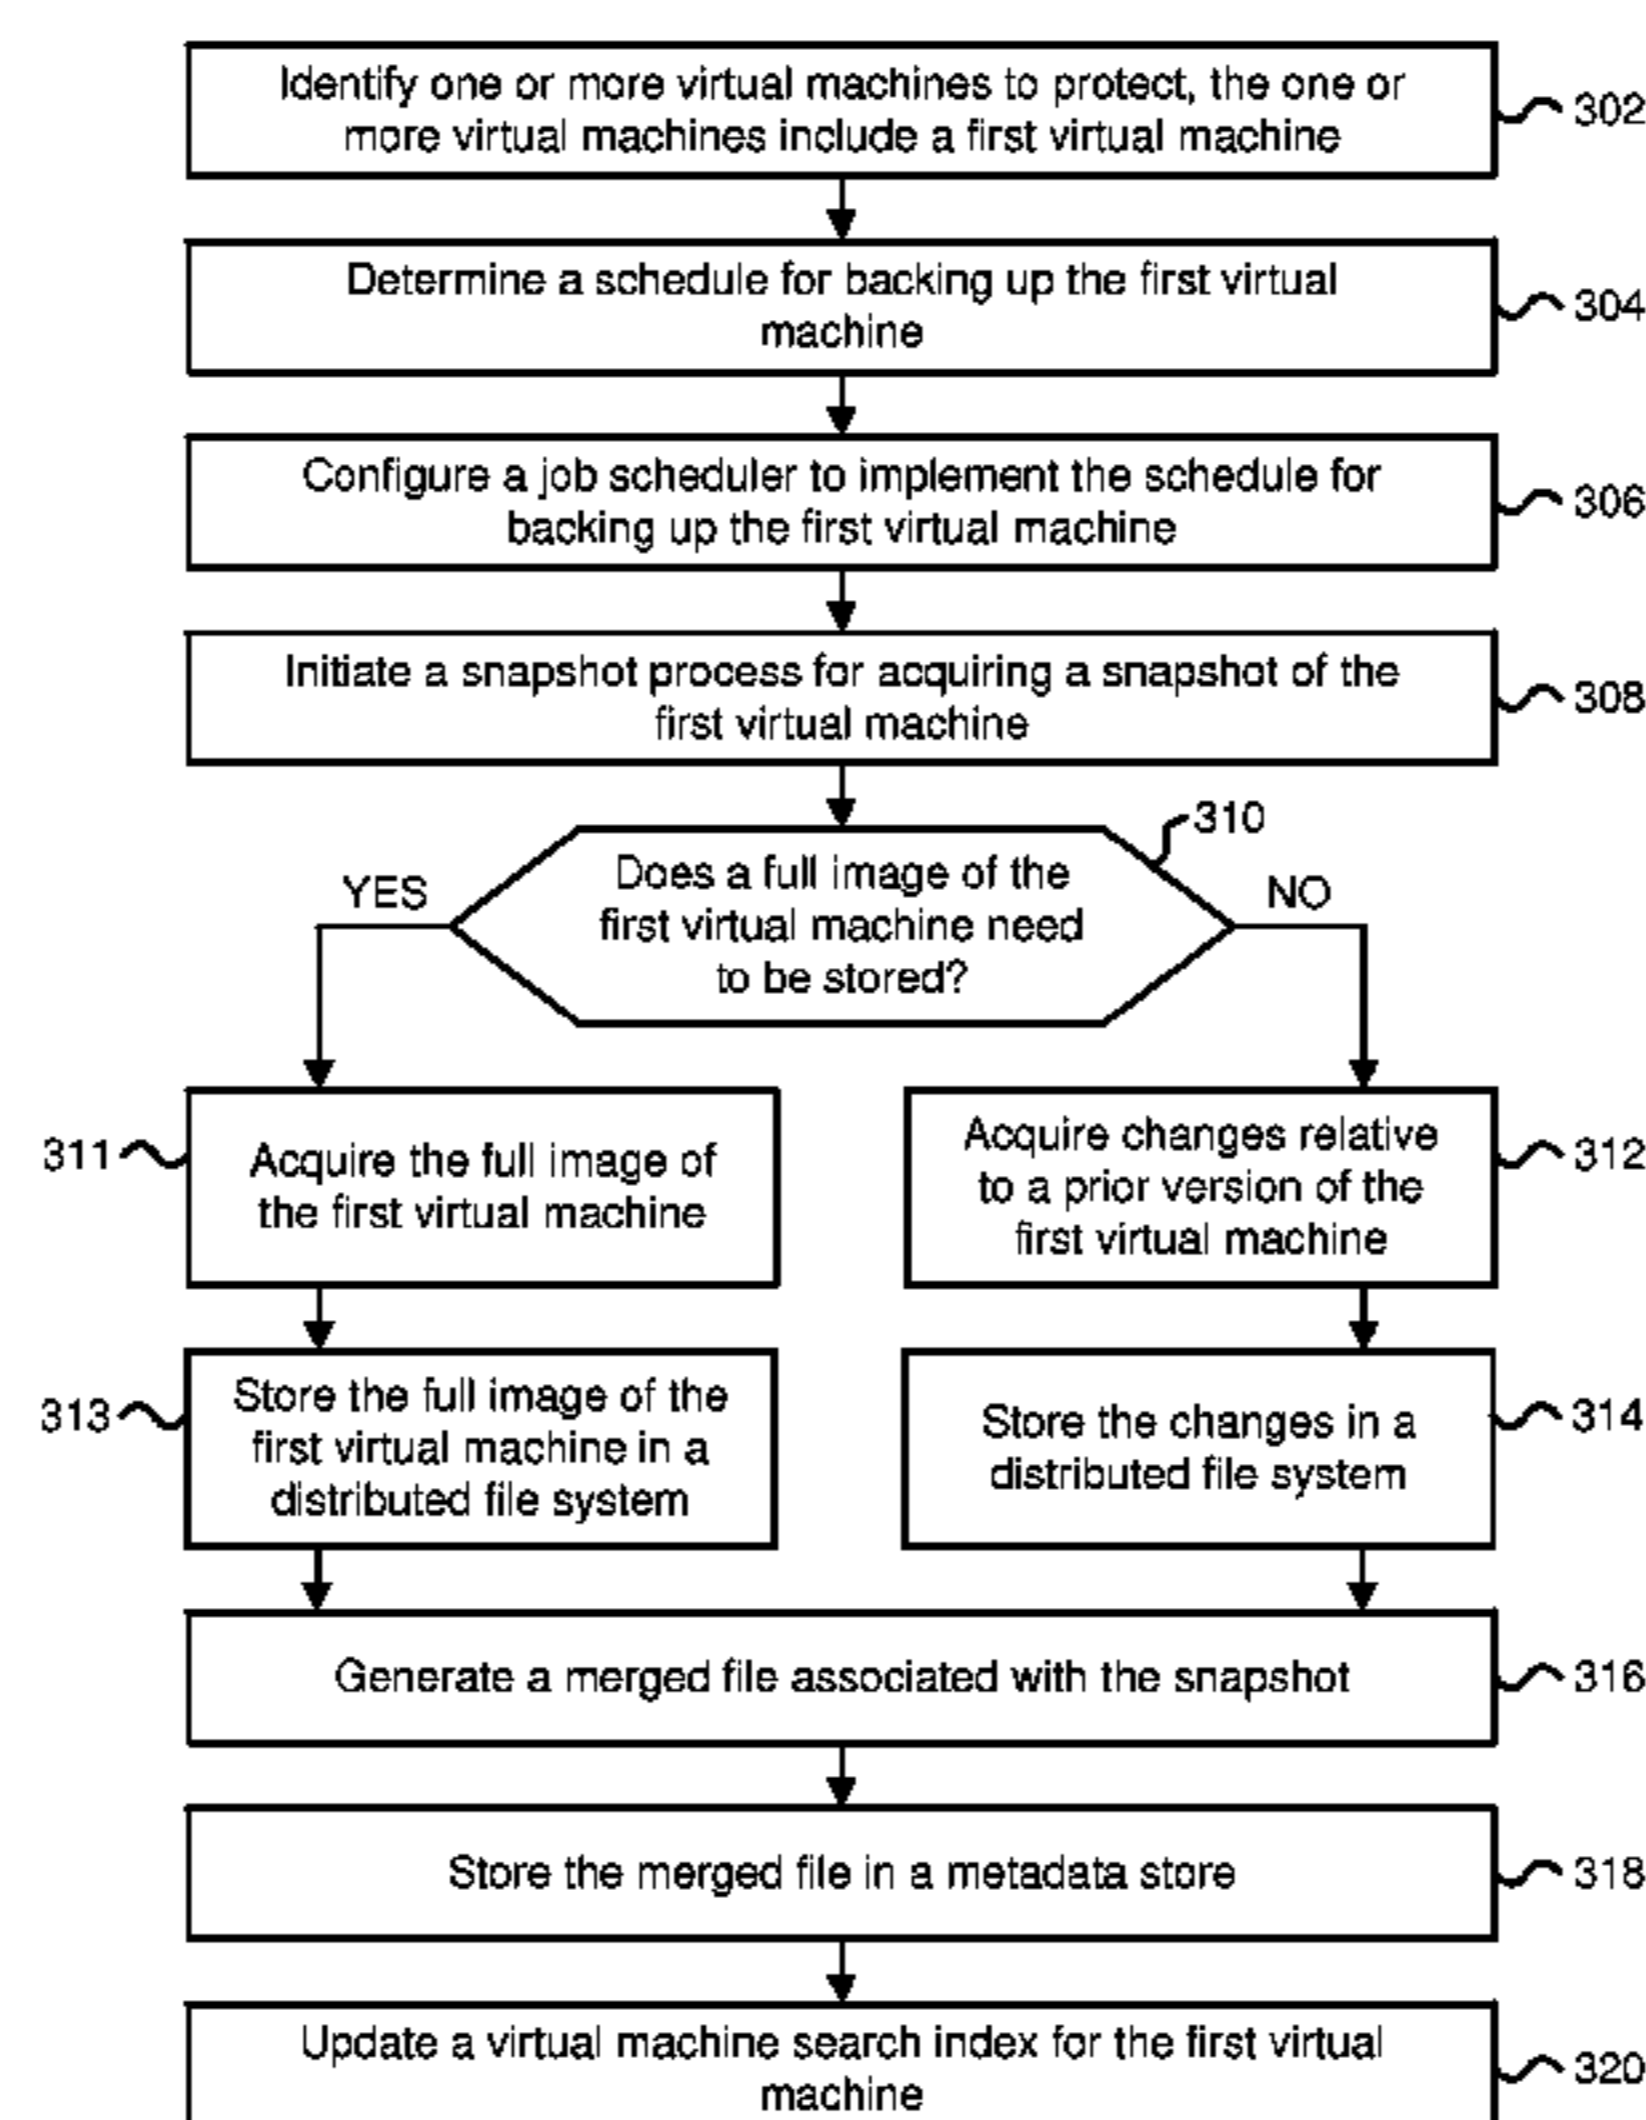 Identify one or more virtual machines to protect, the one or
more virtual machines include a first virtual machine
302
Determine a schedule for backing up the first virtual
machine
304
Configure a job scheduler to implement the schedule for
backing up the first virtual machine
306
Initiate a snapshot process for acquiring a snapshot of the
first virtual machine
308
310
Does a full image of the
first virtual machine need
to be stored?
YES
NO
311
Acquire the full image of
the first virtual machine
Acquire changes relative
to a prior version of the
first virtual machine
312
313
Store the full image of the
first virtual machine in a
distributed file system
Store the changes in a
distributed file system
314
Generate a merged file associated with the snapshot
316
Store the merged file in a metadata store
318
Update a virtual machine search index for the first virtual
machine
320